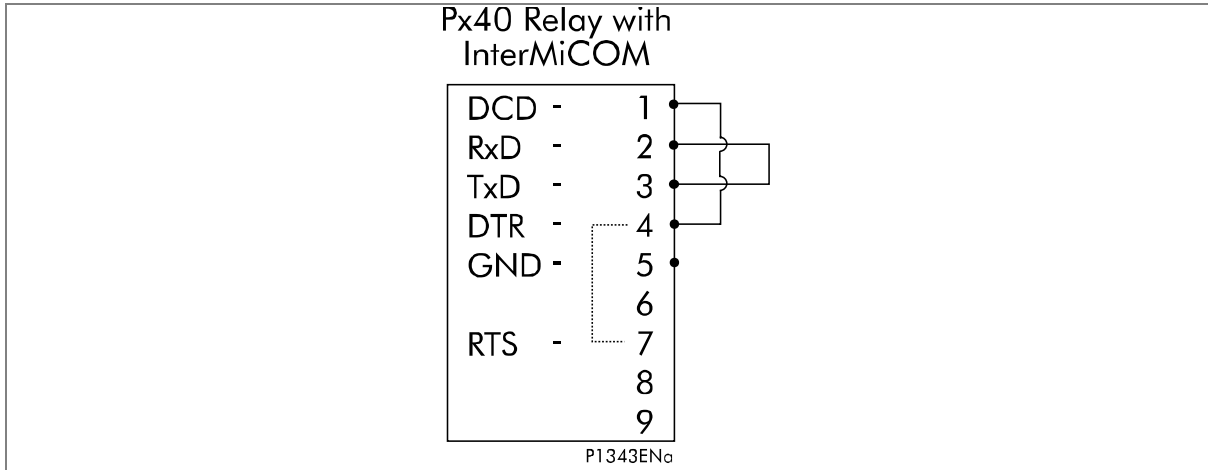 Px40 Relay with
InterMiCOM
DCD - 1
RxD - 2
TxD - 3
DTR - 4
GND - 5
6
RTS - 7
8
9
P1343ENa